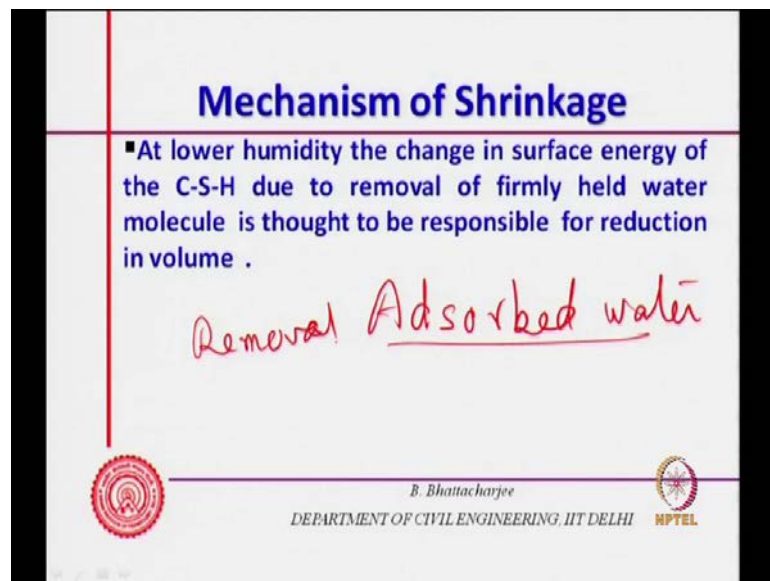 Mechanism of Shrinkage
▪At lower humidity the change in surface energy of
the C-S-H due to removal of firmly held water
molecule is thought to be responsible for reduction
in volume .
Removal Adsorbed water
B. Bhattacharjee
DEPARTMENT OF CIVIL ENGINEERING, IIT DELHI
NPTEL